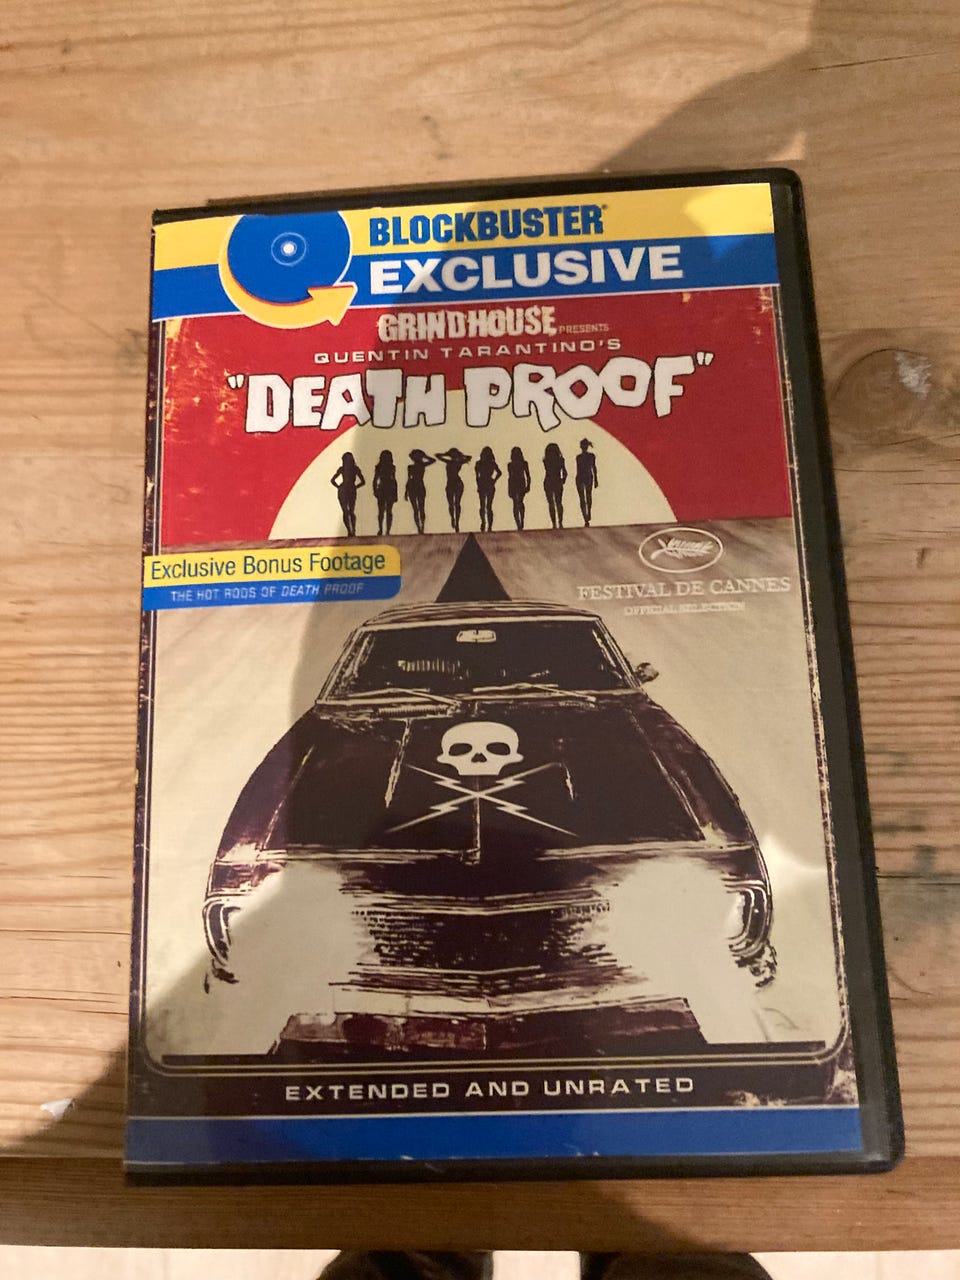 BLOCKBUSTER
EXCLUSIVE
GRINDHOUSE PRESENTS
QUENTIN TARANTINO'S
"DEATH PROOF"
Exclusive Bonus Footage
THE HOT RODS OF DEATH PROOF
FESTIVAL DE CANNES
OFFICIAL SELECTION
EXTENDED AND UNRATED